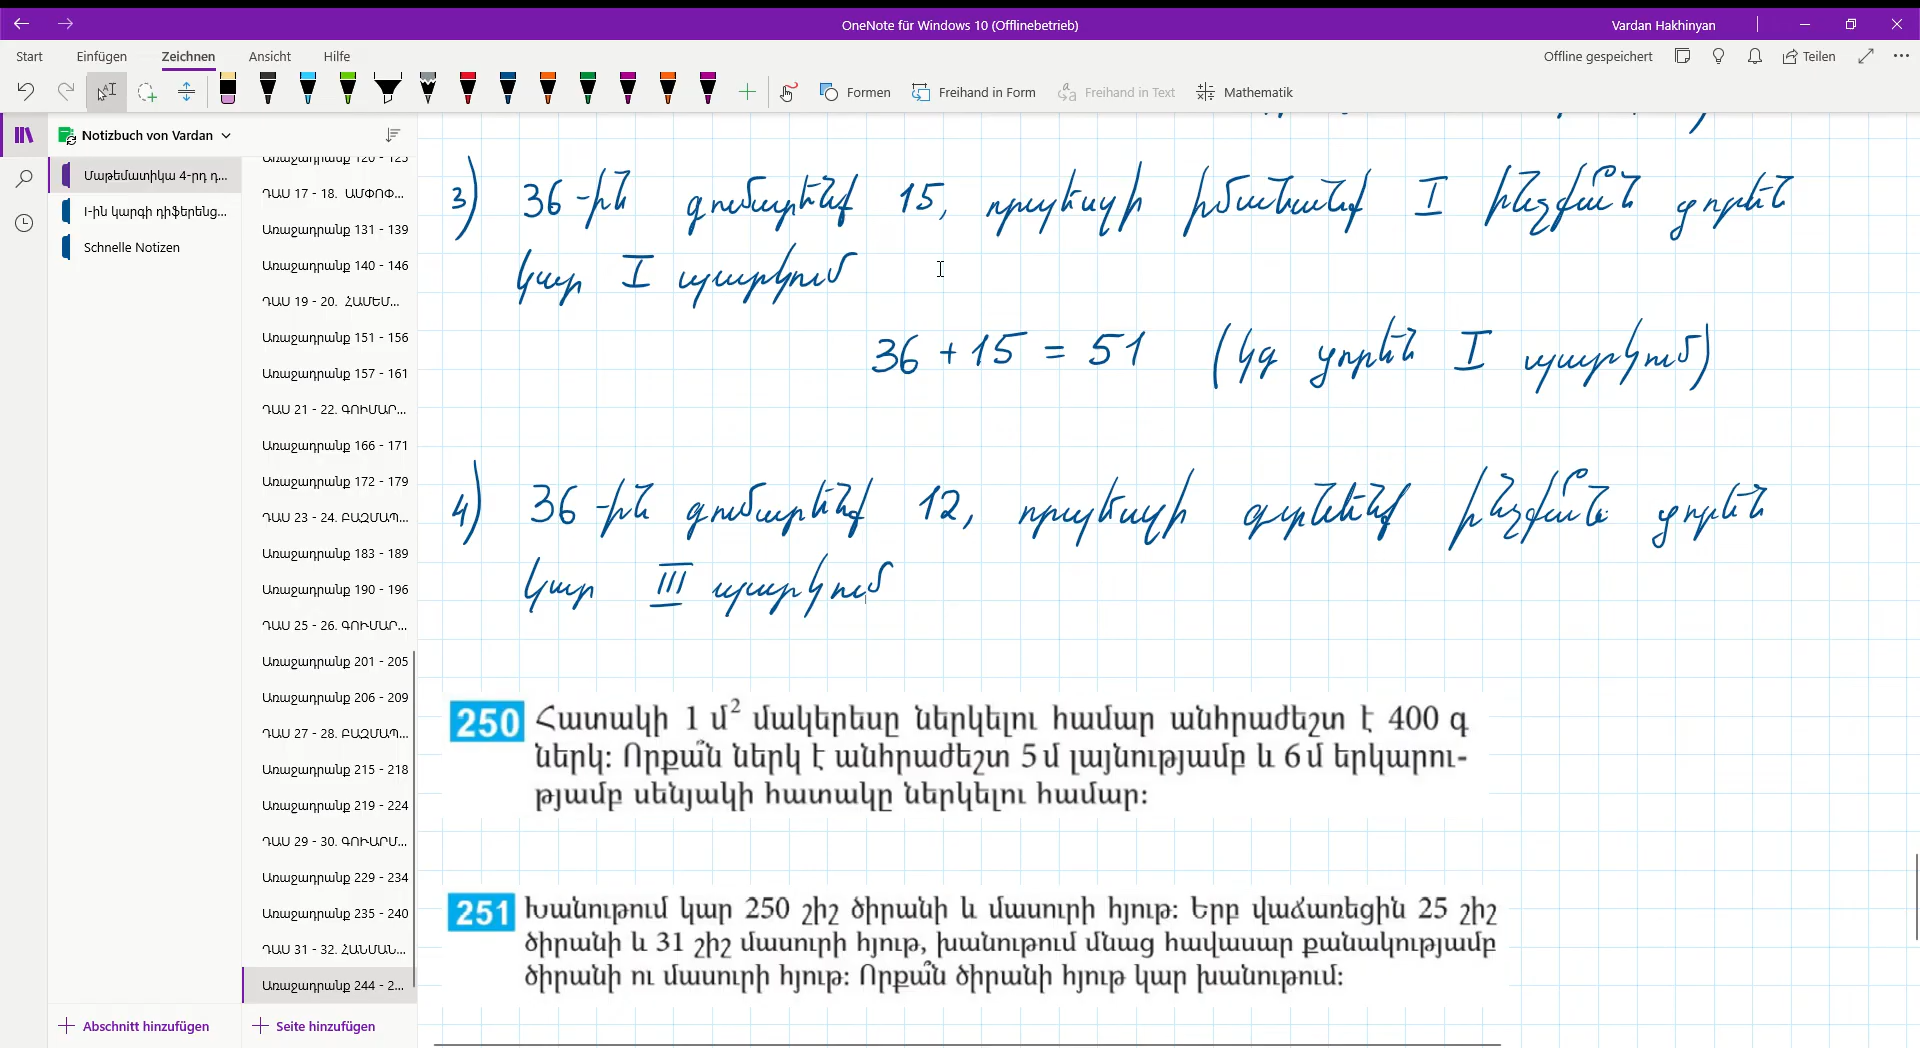 OneNote für Windows 10 (Offlinebetrieb)
Vardan Hakhinyan
Start
Einfügen
Zeichnen
Ansicht
Hilfe
Offline gespeichert
Teilen
Formen
Freihand in Form
Freihand in Text
Mathematik
Notizbuch von Vardan
Մաթեմատիկա 4-րդ դ...
I-ին կարգի դիֆերենց...
Schnelle Notizen
Առաջադրանք 120 - 125
ԴԱՍ 17 - 18. ԱՄՓՈՓ...
Առաջադրանք 131 - 139
Առաջադրանք 140 - 146
ԴԱՍ 19 - 20. ՀԱՄԵՄ...
Առաջադրանք 151 - 156
Առաջադրանք 157 - 161
ԴԱՍ 21 - 22. ԳՈՒՄԱՐ...
Առաջադրանք 166 - 171
Առաջադրանք 172 - 179
ԴԱՍ 23 - 24. ԲԱԶՄԱՊ...
Առաջադրանք 183 - 189
Առաջադրանք 190 - 196
ԴԱՍ 25 - 26. ԳՈՒՄԱՐ...
Առաջադրանք 201 - 205
Առաջադրանք 206 - 209
ԴԱՍ 27 - 28. ԲԱԶՄԱՊ...
Առաջադրանք 215 - 218
Առաջադրանք 219 - 224
ԴԱՍ 29 - 30. ԳՈՒԱՐՄ...
Առաջադրանք 229 - 234
Առաջադրանք 235 - 240
ԴԱՍ 31 - 32. ՀԱՆՄԱՆ...
Առաջադրանք 244 - 2...
Abschnitt hinzufügen
Seite hinzufügen
3) 36-ին գումարենք 15, որպեսզի իմանանք I ինչքա՞ն ցորեն
կար I պարկում
36 + 15 = 51 (կգ ցորեն I պարկում)
4) 36-ին գումարենք 12, որպեսզի գտնենք ինչքա՞ն ցորեն
կար III պարկում
250 Հատակի 1 մ² մակերեսը ներկելու համար անհրաժեշտ է 400 գ
ներկ: Որքա՞ն ներկ է անհրաժեշտ 5 մ լայնությամբ և 6 մ երկարու-
թյամբ սենյակի հատակը ներկելու համար:
251 Խանութում կար 250 շիշ ծիրանի և մասուրի հյութ: Երբ վաճառեցին 25 շիշ
ծիրանի և 31 շիշ մասուրի հյութ, խանութում մնաց հավասար քանակությամբ
ծիրանի ու մասուրի հյութ: Որքա՞ն ծիրանի հյութ կար խանութում: